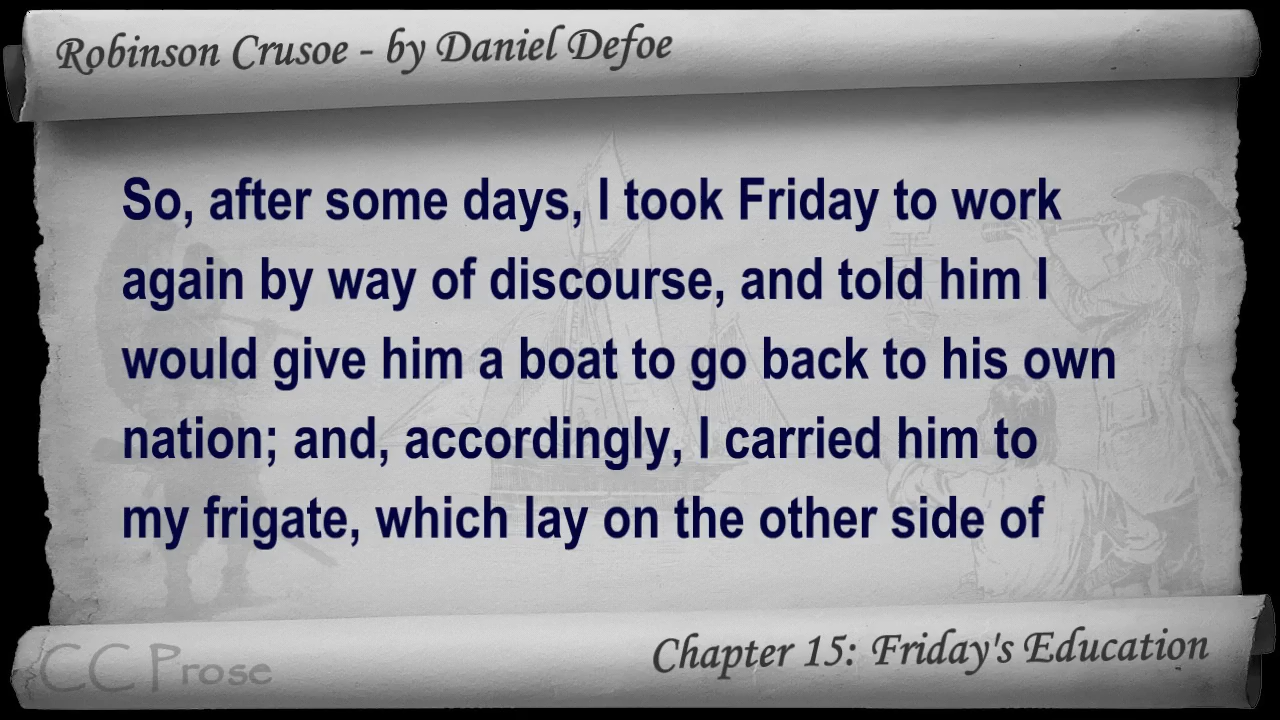 Robinson Crusoe - by Daniel Defoe
So, after some days, I took Friday to work
again by way of discourse, and told him I
would give him a boat to go back to his own
nation; and, accordingly, I carried him to
my frigate, which lay on the other side of
CC Prose
Chapter 15: Friday's Education